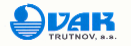 VAK
TRUTNOV, a.s.